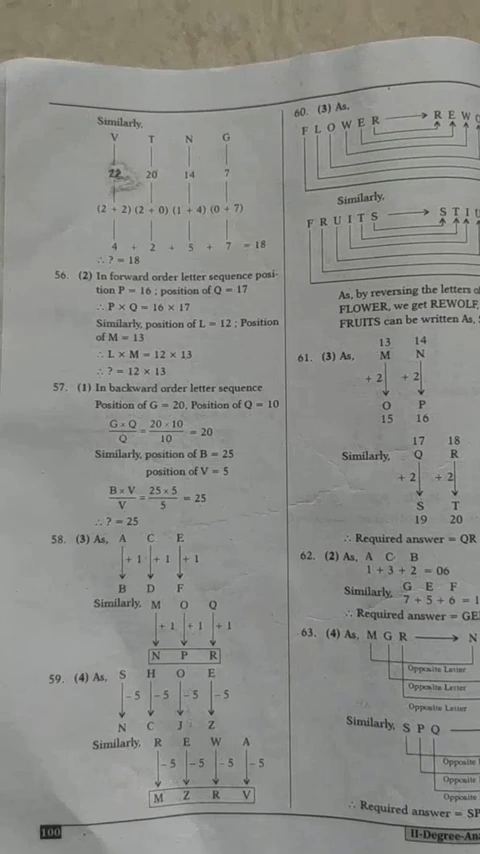 Similarly,
V T N G
22 20 14 7
(2 + 2) (2 + 0) (1 + 4) (0 + 7)
4 + 2 + 5 + 7 = 18
∴ ? = 18
56. (2) In forward order letter sequence posi-
tion P = 16 ; position of Q = 17
∴ P × Q = 16 × 17
Similarly, position of L = 12 ; Position
of M = 13
∴ L × M = 12 × 13
∴ ? = 12 × 13
57. (1) In backward order letter sequence
Position of G = 20, Position of Q = 10
G×Q/Q = 20×10/10 = 20
Similarly, position of B = 25
position of V = 5
B×V/V = 25×5/5 = 25
∴ ? = 25
58. (3) As, A C E
+ 1 + 1 + 1
B D F
Similarly, M O Q
+ 1 + 1 + 1
N P R
59. (4) As, S H O E
– 5 – 5 – 5 – 5
N C J Z
Similarly, R E W A
– 5 – 5 – 5 – 5
M Z R V
100
60. (3) As,
F L O W E R → R E W
Similarly,
F R U I T S → S T I
As, by reversing the letters
FLOWER, we get REWOLF,
FRUITS can be written As,
61. (3) As,
13 14
M N
+ 2 + 2
O P
15 16
17 18
Similarly, Q R
+ 2 + 2
S T
19 20
∴ Required answer = QR
62. (2) As, A C B
1 + 3 + 2 = 06
Similarly, G E F
7 + 5 + 6 = 1
∴ Required answer = GE
63. (4) As, M G R → N
Opposite Letter
Opposite Letter
Opposite Letter
Similarly, S P Q
Opposite
Opposite
Opposite
∴ Required answer = SP
II-Degree-An